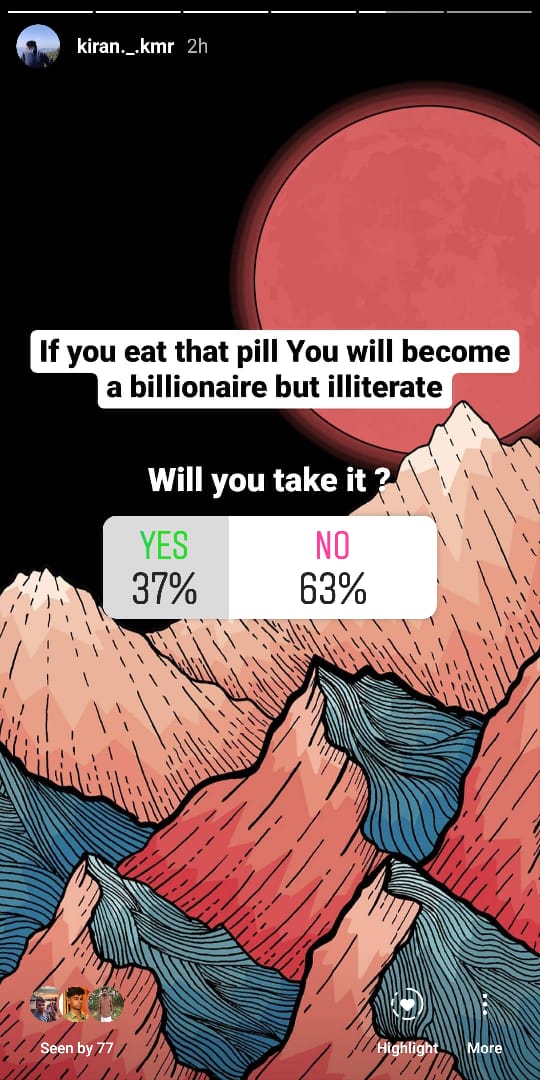 kiran._.kmr 2h
If you eat that pill You will become
a billionaire but illiterate
Will you take it ?
YES NO
37% 63%
Seen by 77 Highlight More